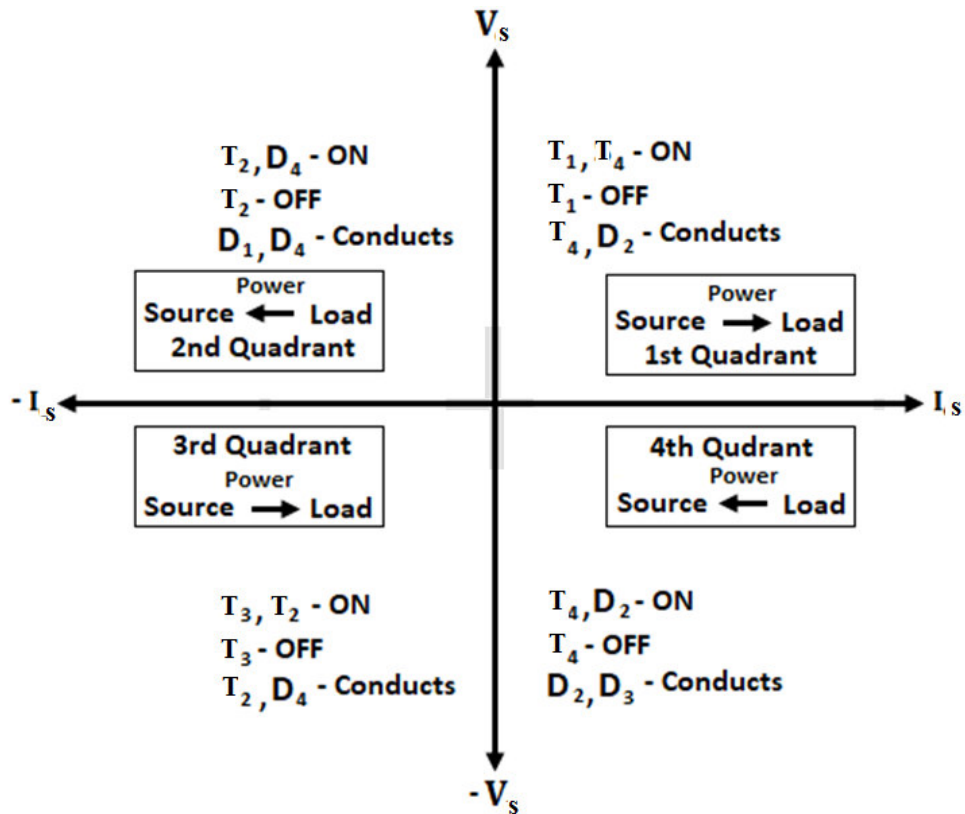 Vs
T2, D4 - ON
T2 - OFF
D1, D4 - Conducts
T1, T4 - ON
T1 - OFF
T4, D2 - Conducts
Power
Source Load
2nd Quadrant
Power
Source Load
1st Quadrant
- Is
Is
3rd Quadrant
Power
Source Load
4th Qudrant
Power
Source Load
T3, T2 - ON
T3 - OFF
T2, D4 - Conducts
T4, D2 - ON
T4 - OFF
D2, D3 - Conducts
- Vs